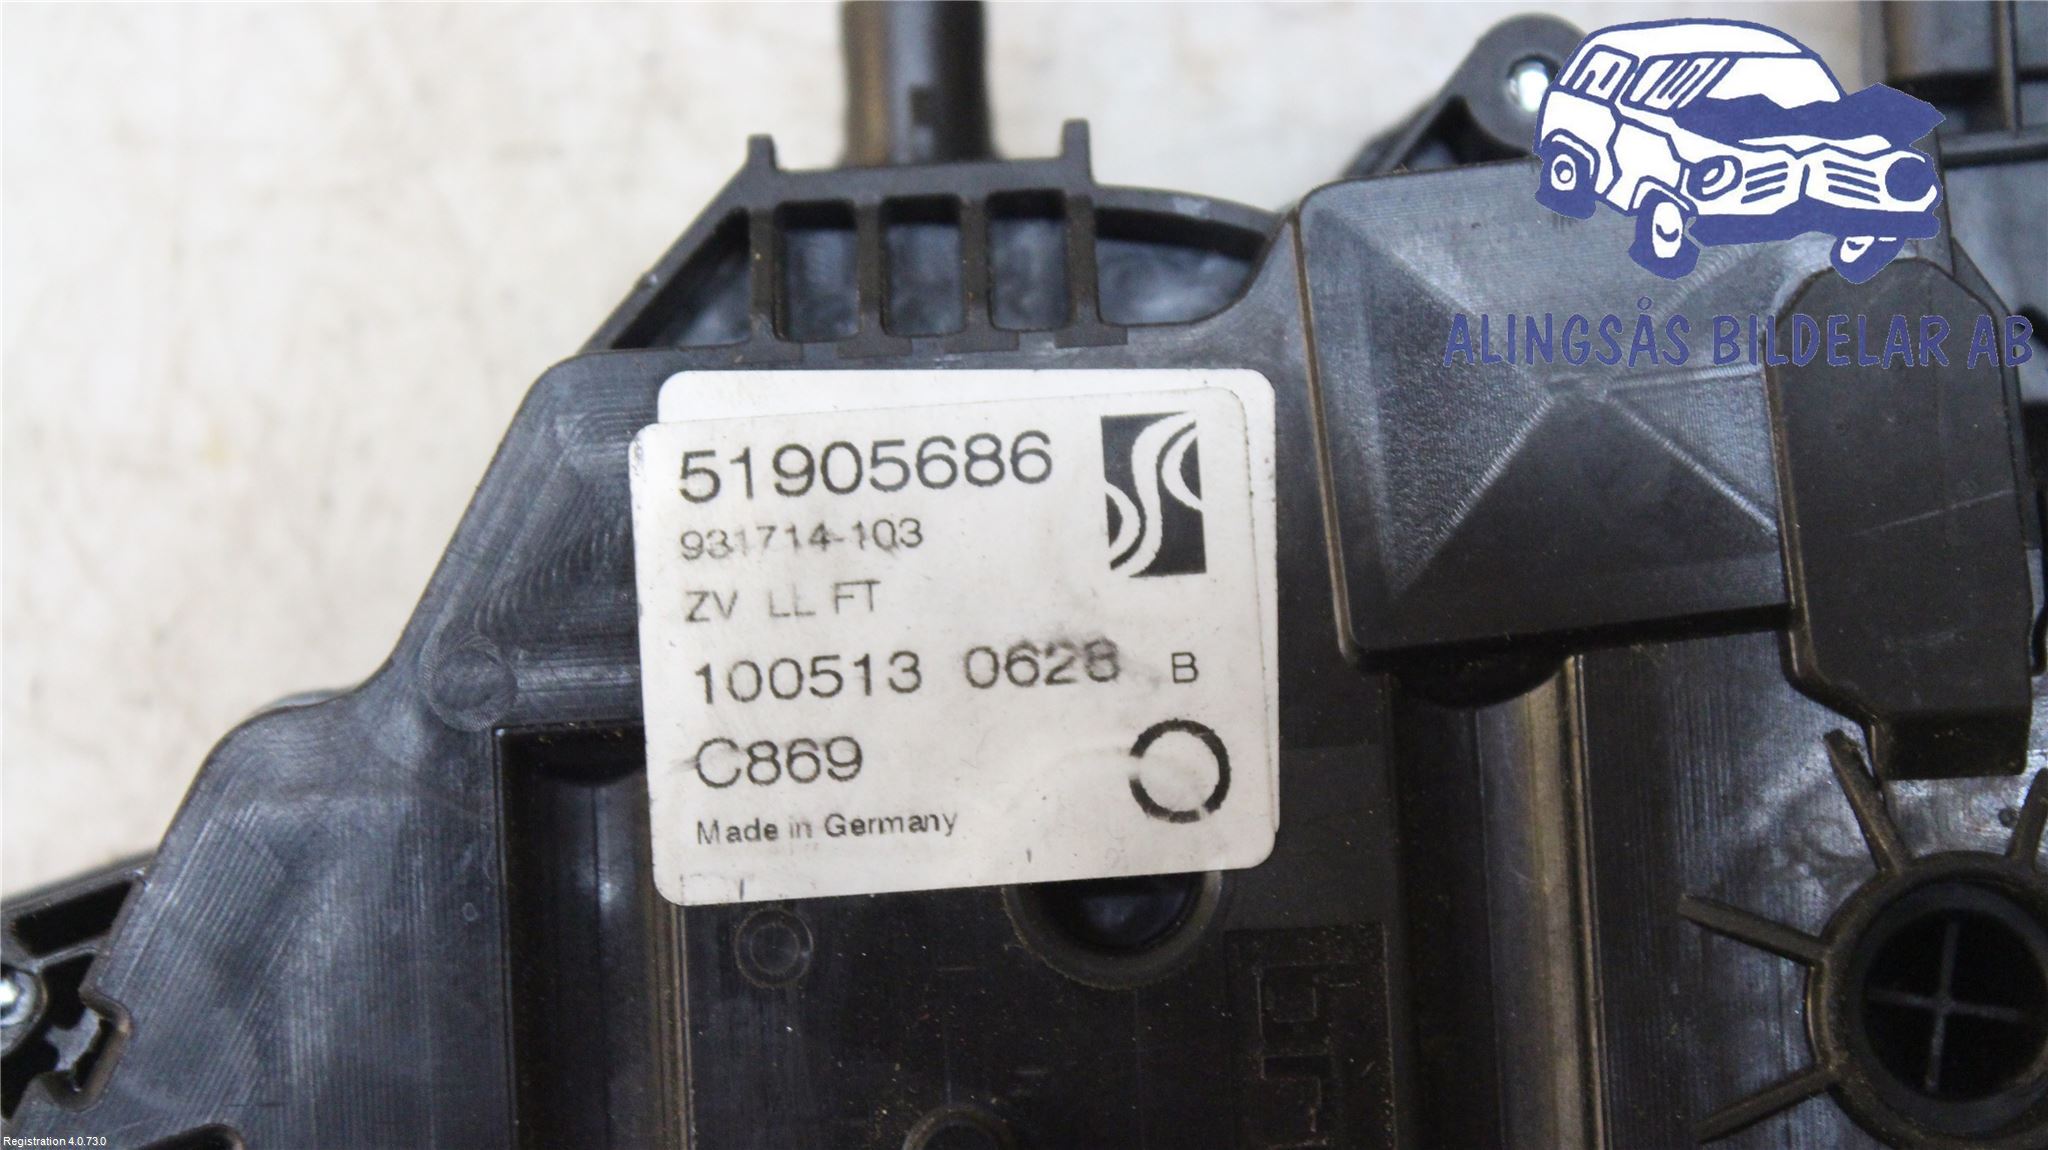 ALINGSÅS BILDELAR AB
51905686
931714-103
ZV LL FT
100513 0628 B
C869
Made in Germany
Registration 4.0.73.0